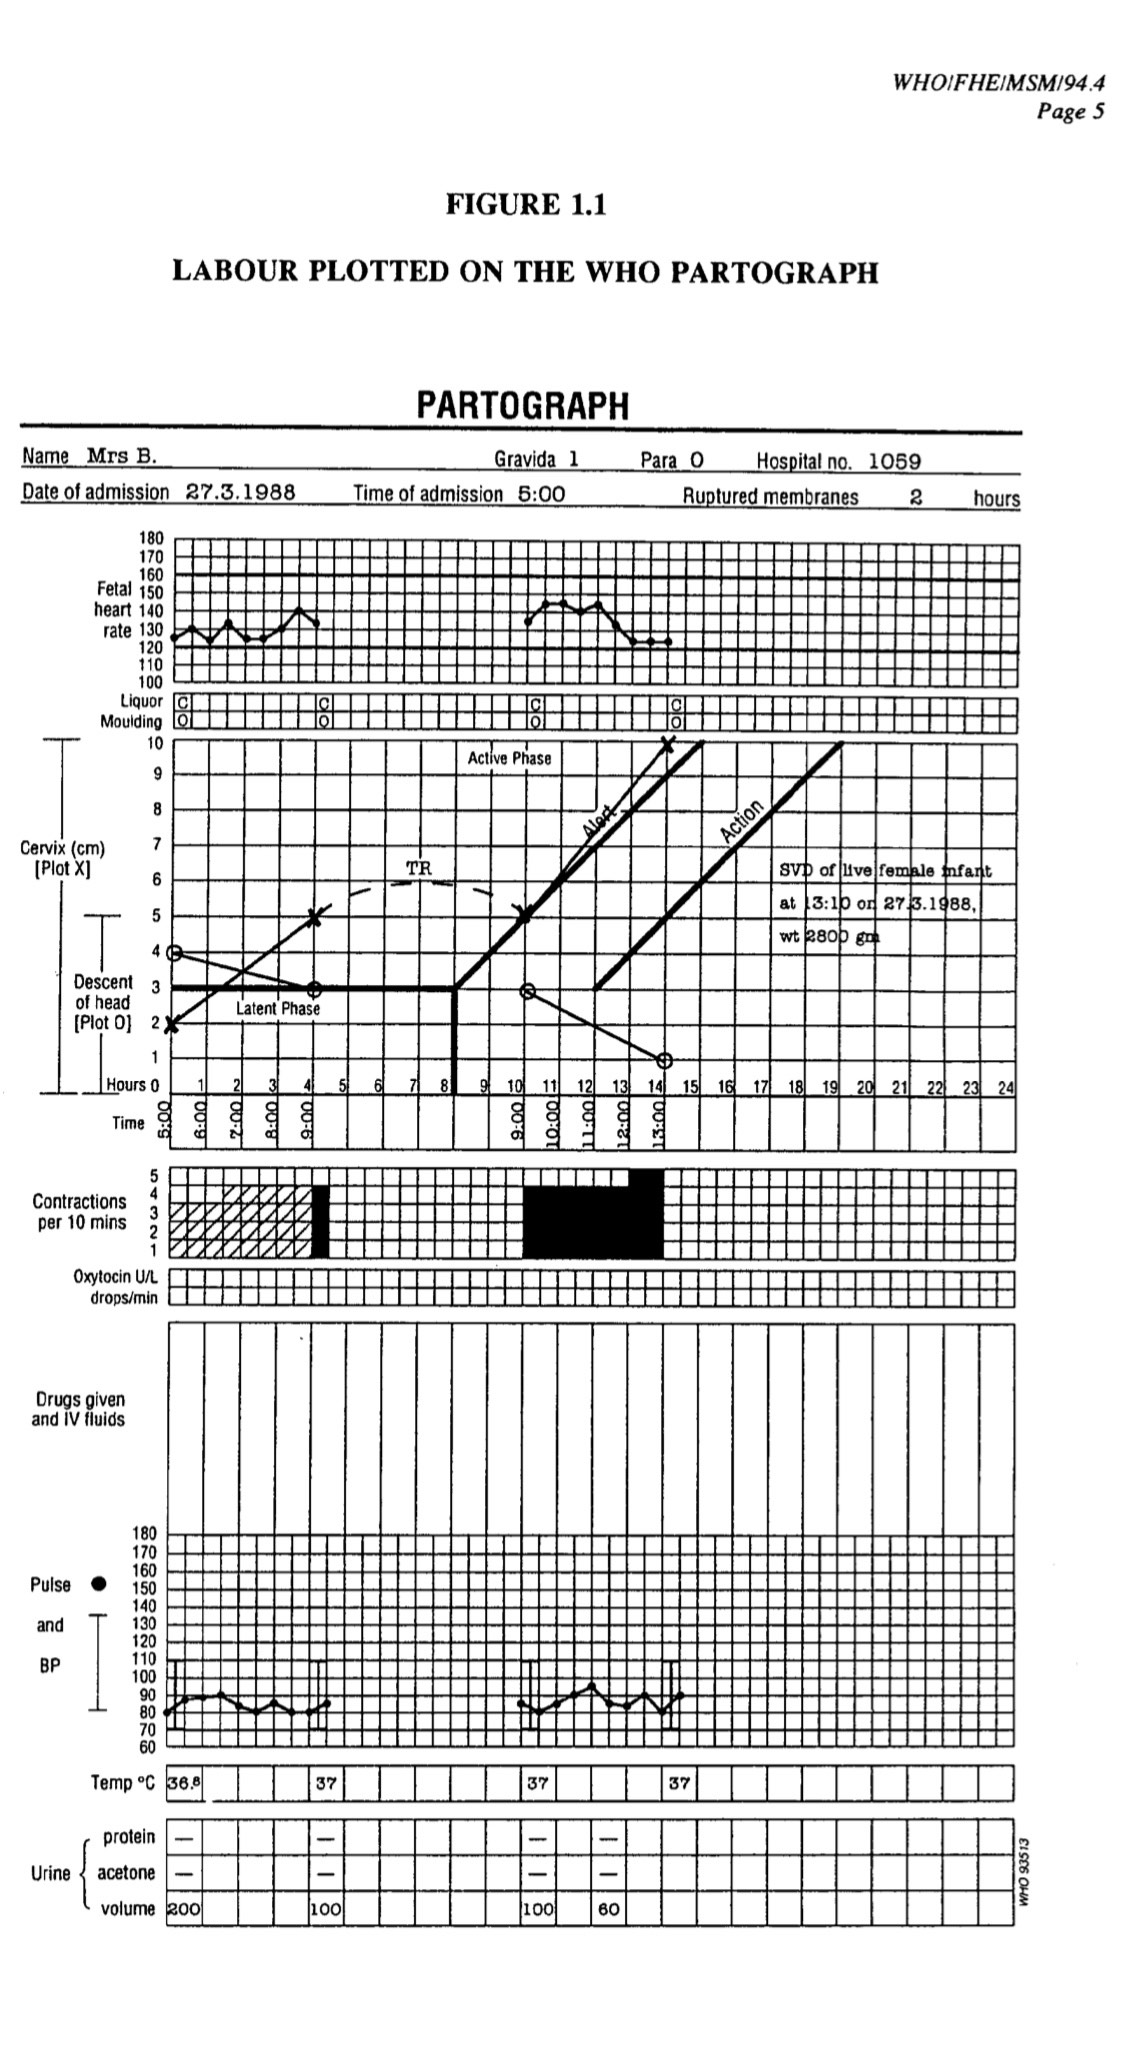 WHO/FHE/MSM/94.4
Page 5
FIGURE 1.1
LABOUR PLOTTED ON THE WHO PARTOGRAPH
PARTOGRAPH
Name Mrs B. Gravida 1 Para 0 Hospital no. 1059
Date of admission 27.3.1988 Time of admission 5:00 Ruptured membranes 2 hours
180
170
160
150
140
130
120
110
100
Fetal
heart
rate
Liquor C C C C
Moulding O O O O
10
9
8
7
6
5
4
3
2
1
Active Phase
Alert
Action
Cervix (cm)
[Plot X]
TR
SVD of live female infant
at 13:10 on 27.3.1988,
wt 2800 gm
Descent
of head
[Plot O]
Latent Phase
Hours 0 1 2 3 4 5 6 7 8 9 10 11 12 13 14 15 16 17 18 19 20 21 22 23 24
Time 5:00 6:00 7:00 8:00 9:00 9:00 10:00 11:00 12:00 13:00
Contractions
per 10 mins
5
4
3
2
1
Oxytocin U/L
drops/min
Drugs given
and IV fluids
180
170
160
150
140
130
120
110
100
90
80
70
60
Pulse
and
BP
Temp °C 36.8 37 37 37
Urine
protein — — — —
acetone — — — —
volume 200 100 100 60
WHO 93513